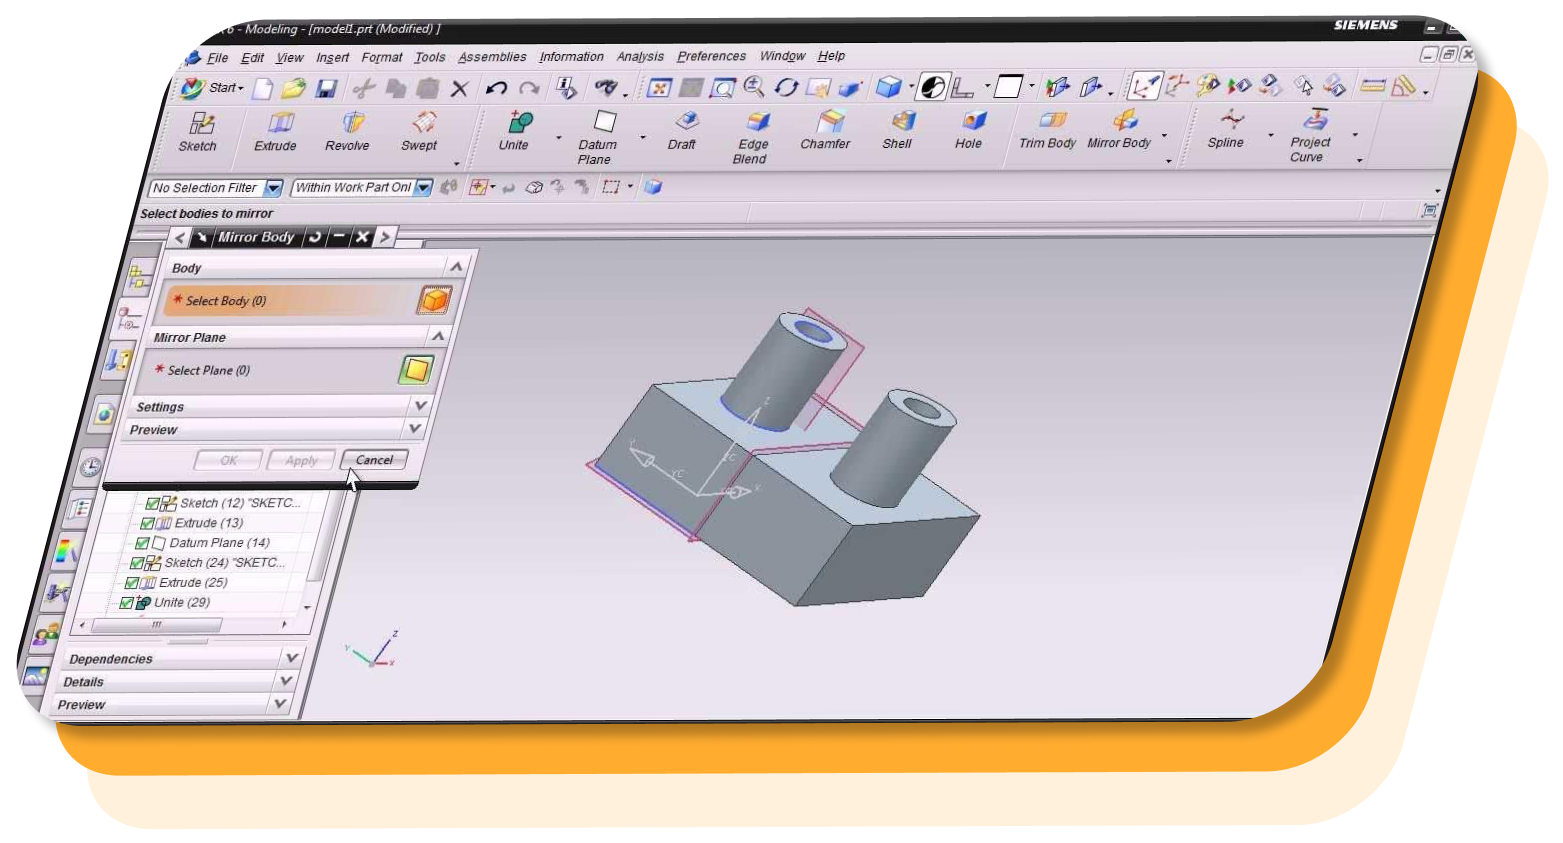 6 - Modeling - [model1.prt (Modified) ]
SIEMENS
File Edit View Insert Format Tools Assemblies Information Analysis Preferences Window Help
Start
Sketch Extrude Revolve Swept Unite Datum Plane Draft Edge Blend Chamfer Shell Hole Trim Body Mirror Body Spline Project Curve
No Selection Filter Within Work Part Onl
Select bodies to mirror
Mirror Body
Body
* Select Body (0)
Mirror Plane
* Select Plane (0)
Settings
Preview
OK Apply Cancel
Sketch (12) "SKETC...
Extrude (13)
Datum Plane (14)
Sketch (24) "SKETC...
Extrude (25)
Unite (29)
Dependencies
Details
Preview
Z
YC
Y
X
Z
Y
X